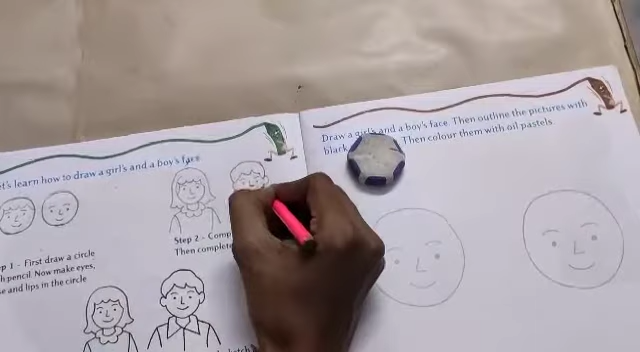 et's learn how to draw a girl's and a boy's face
p 1 - First draw a circle
h pencil. Now make eyes,
se and lips in the circle
Step 2 - Comp
Then complete
Draw a girl's and a boy's face. Then outline the pictures with
black Then colour them with oil pastels.